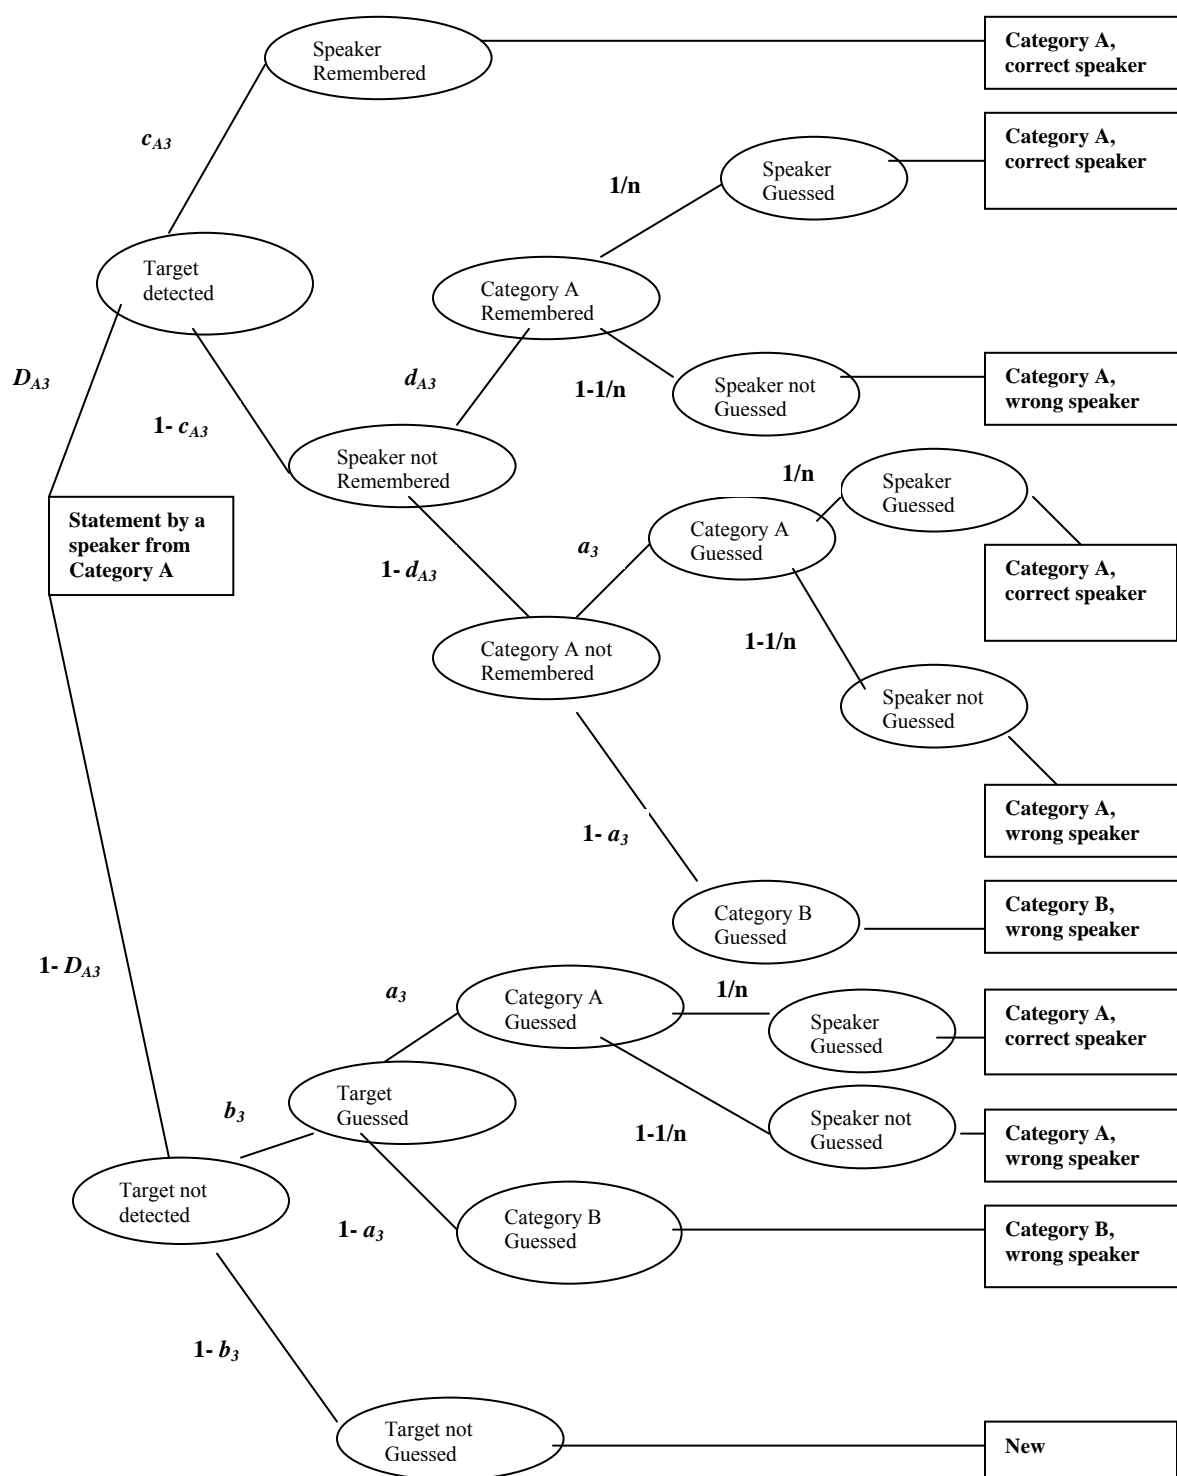 Speaker
Remembered
Category A,
correct speaker
c_A3
Category A,
correct speaker
1/n
Speaker
Guessed
Target
detected
Category A
Remembered
D_A3
d_A3
1-1/n
Speaker not
Guessed
Category A,
wrong speaker
1- c_A3
Speaker not
Remembered
1/n
Speaker
Guessed
Statement by a
speaker from
Category A
a_3
Category A
Guessed
1- d_A3
Category A,
correct speaker
Category A not
Remembered
1-1/n
Speaker not
Guessed
1- a_3
Category A,
wrong speaker
Category B
Guessed
Category B,
wrong speaker
1- D_A3
a_3
Category A
Guessed
1/n
Speaker
Guessed
Category A,
correct speaker
b_3
Target
Guessed
1-1/n
Speaker not
Guessed
Category A,
wrong speaker
Target not
detected
1- a_3
Category B
Guessed
Category B,
wrong speaker
1- b_3
Target not
Guessed
New